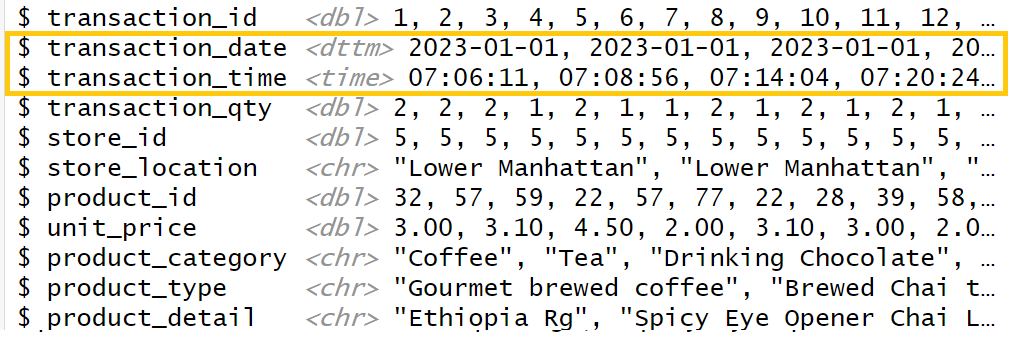 $ transaction_id <dbl> 1, 2, 3, 4, 5, 6, 7, 8, 9, 10, 11, 12, …
$ transaction_date <dttm> 2023-01-01, 2023-01-01, 2023-01-01, 20…
$ transaction_time <time> 07:06:11, 07:08:56, 07:14:04, 07:20:24…
$ transaction_qty <dbl> 2, 2, 2, 1, 2, 1, 1, 2, 1, 2, 1, 2, 1, …
$ store_id <dbl> 5, 5, 5, 5, 5, 5, 5, 5, 5, 5, 5, 5, 5, …
$ store_location <chr> "Lower Manhattan", "Lower Manhattan", "…
$ product_id <dbl> 32, 57, 59, 22, 57, 77, 22, 28, 39, 58,…
$ unit_price <dbl> 3.00, 3.10, 4.50, 2.00, 3.10, 3.00, 2.0…
$ product_category <chr> "Coffee", "Tea", "Drinking Chocolate", …
$ product_type <chr> "Gourmet brewed coffee", "Brewed Chai t…
$ product_detail <chr> "Ethiopia Rg", "Spicy Eye Opener Chai L…